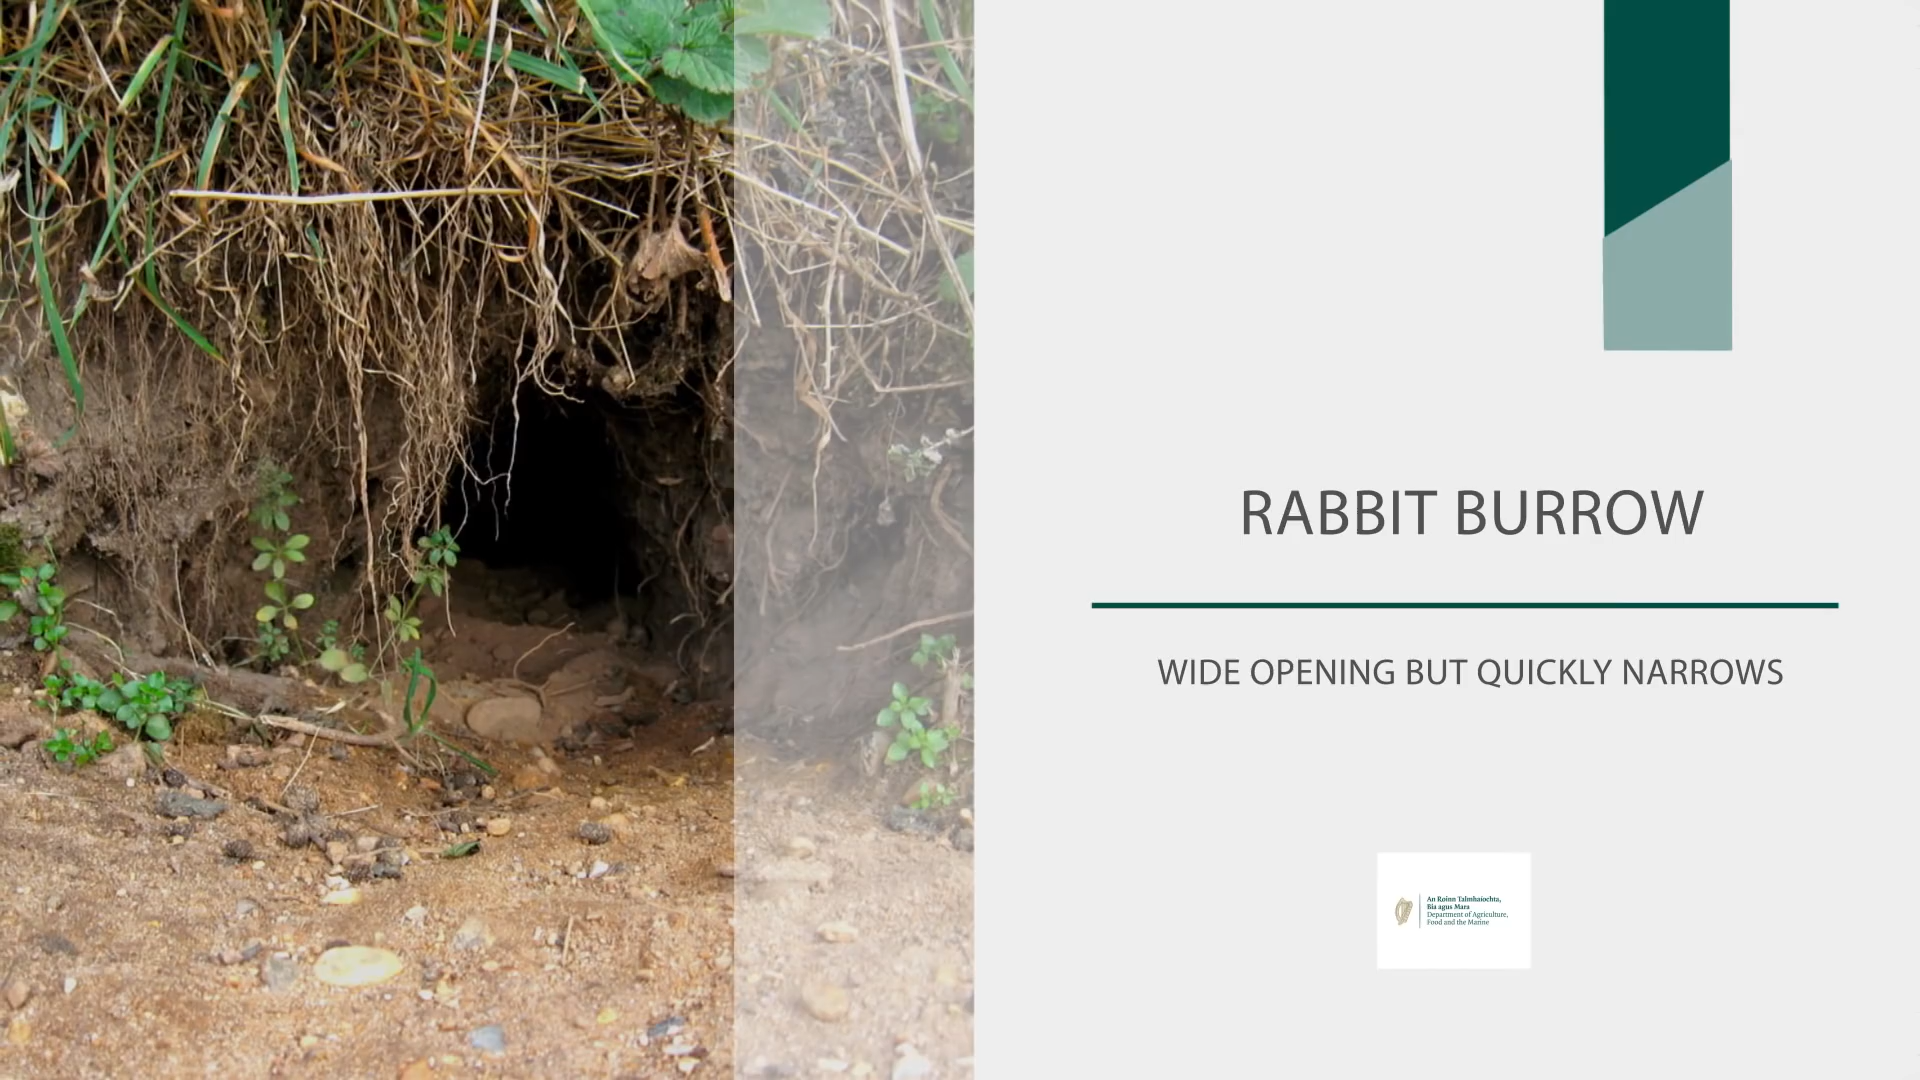 RABBIT BURROW
WIDE OPENING BUT QUICKLY NARROWS
An Roinn Talmhaíochta,
Bia agus Mara
Department of Agriculture,
Food and the Marine